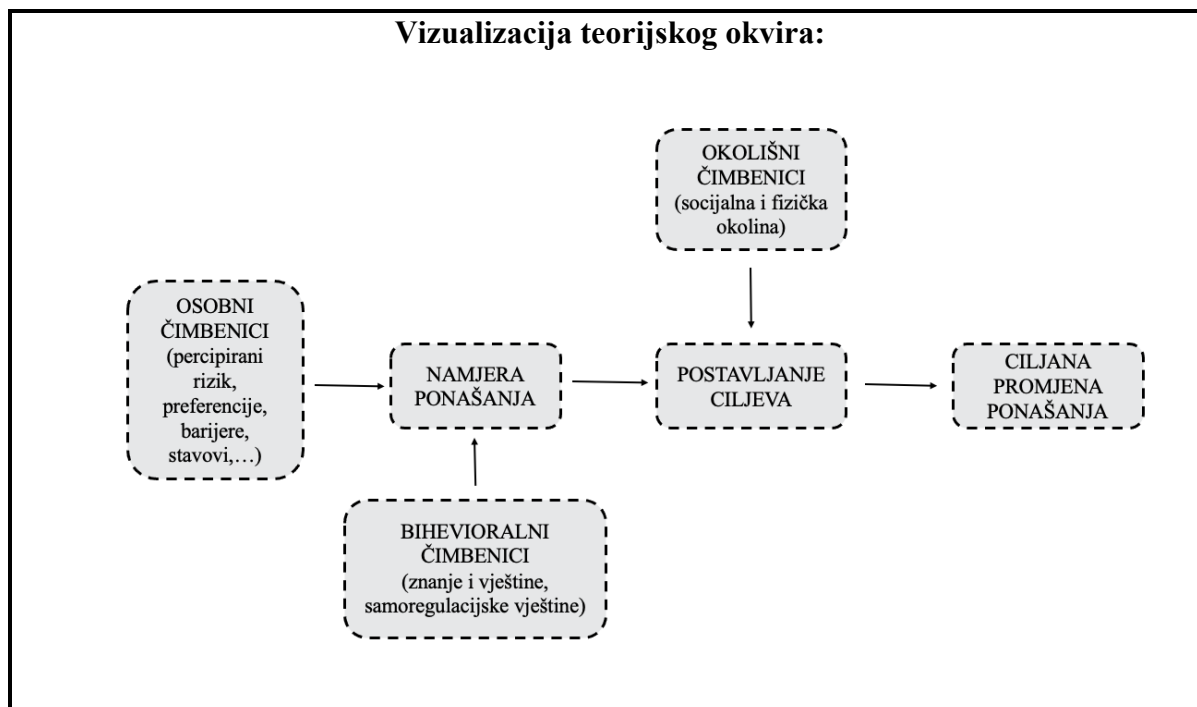 Vizualizacija teorijskog okvira:
OKOLIŠNI
ČIMBENICI
(socijalna i fizička
okolina)
OSOBNI
ČIMBENICI
(percipirani
rizik,
preferencije,
barijere,
stavovi,…)
NAMJERA
PONAŠANJA
POSTAVLJANJE
CILJEVA
CILJANA
PROMJENA
PONAŠANJA
BIHEVIORALNI
ČIMBENICI
(znanje i vještine,
samoregulacijske vještine)